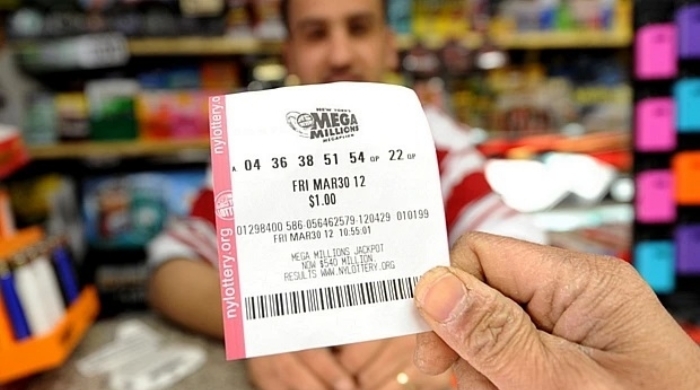 nylottery.o
nylottery.org
NEW YORK'S
MEGA
MILLIONS
MEGAPLIER
A. 04 36 38 51 54 QP 22 QP
FRI MAR30 12
$1.00
01298400 586-056462579-120429 010199
FRI MAR30 12 10:55:01
MEGA MILLIONS JACKPOT
NOW $540 MILLION.
RESULTS WWW.NYLOTTERY.ORG